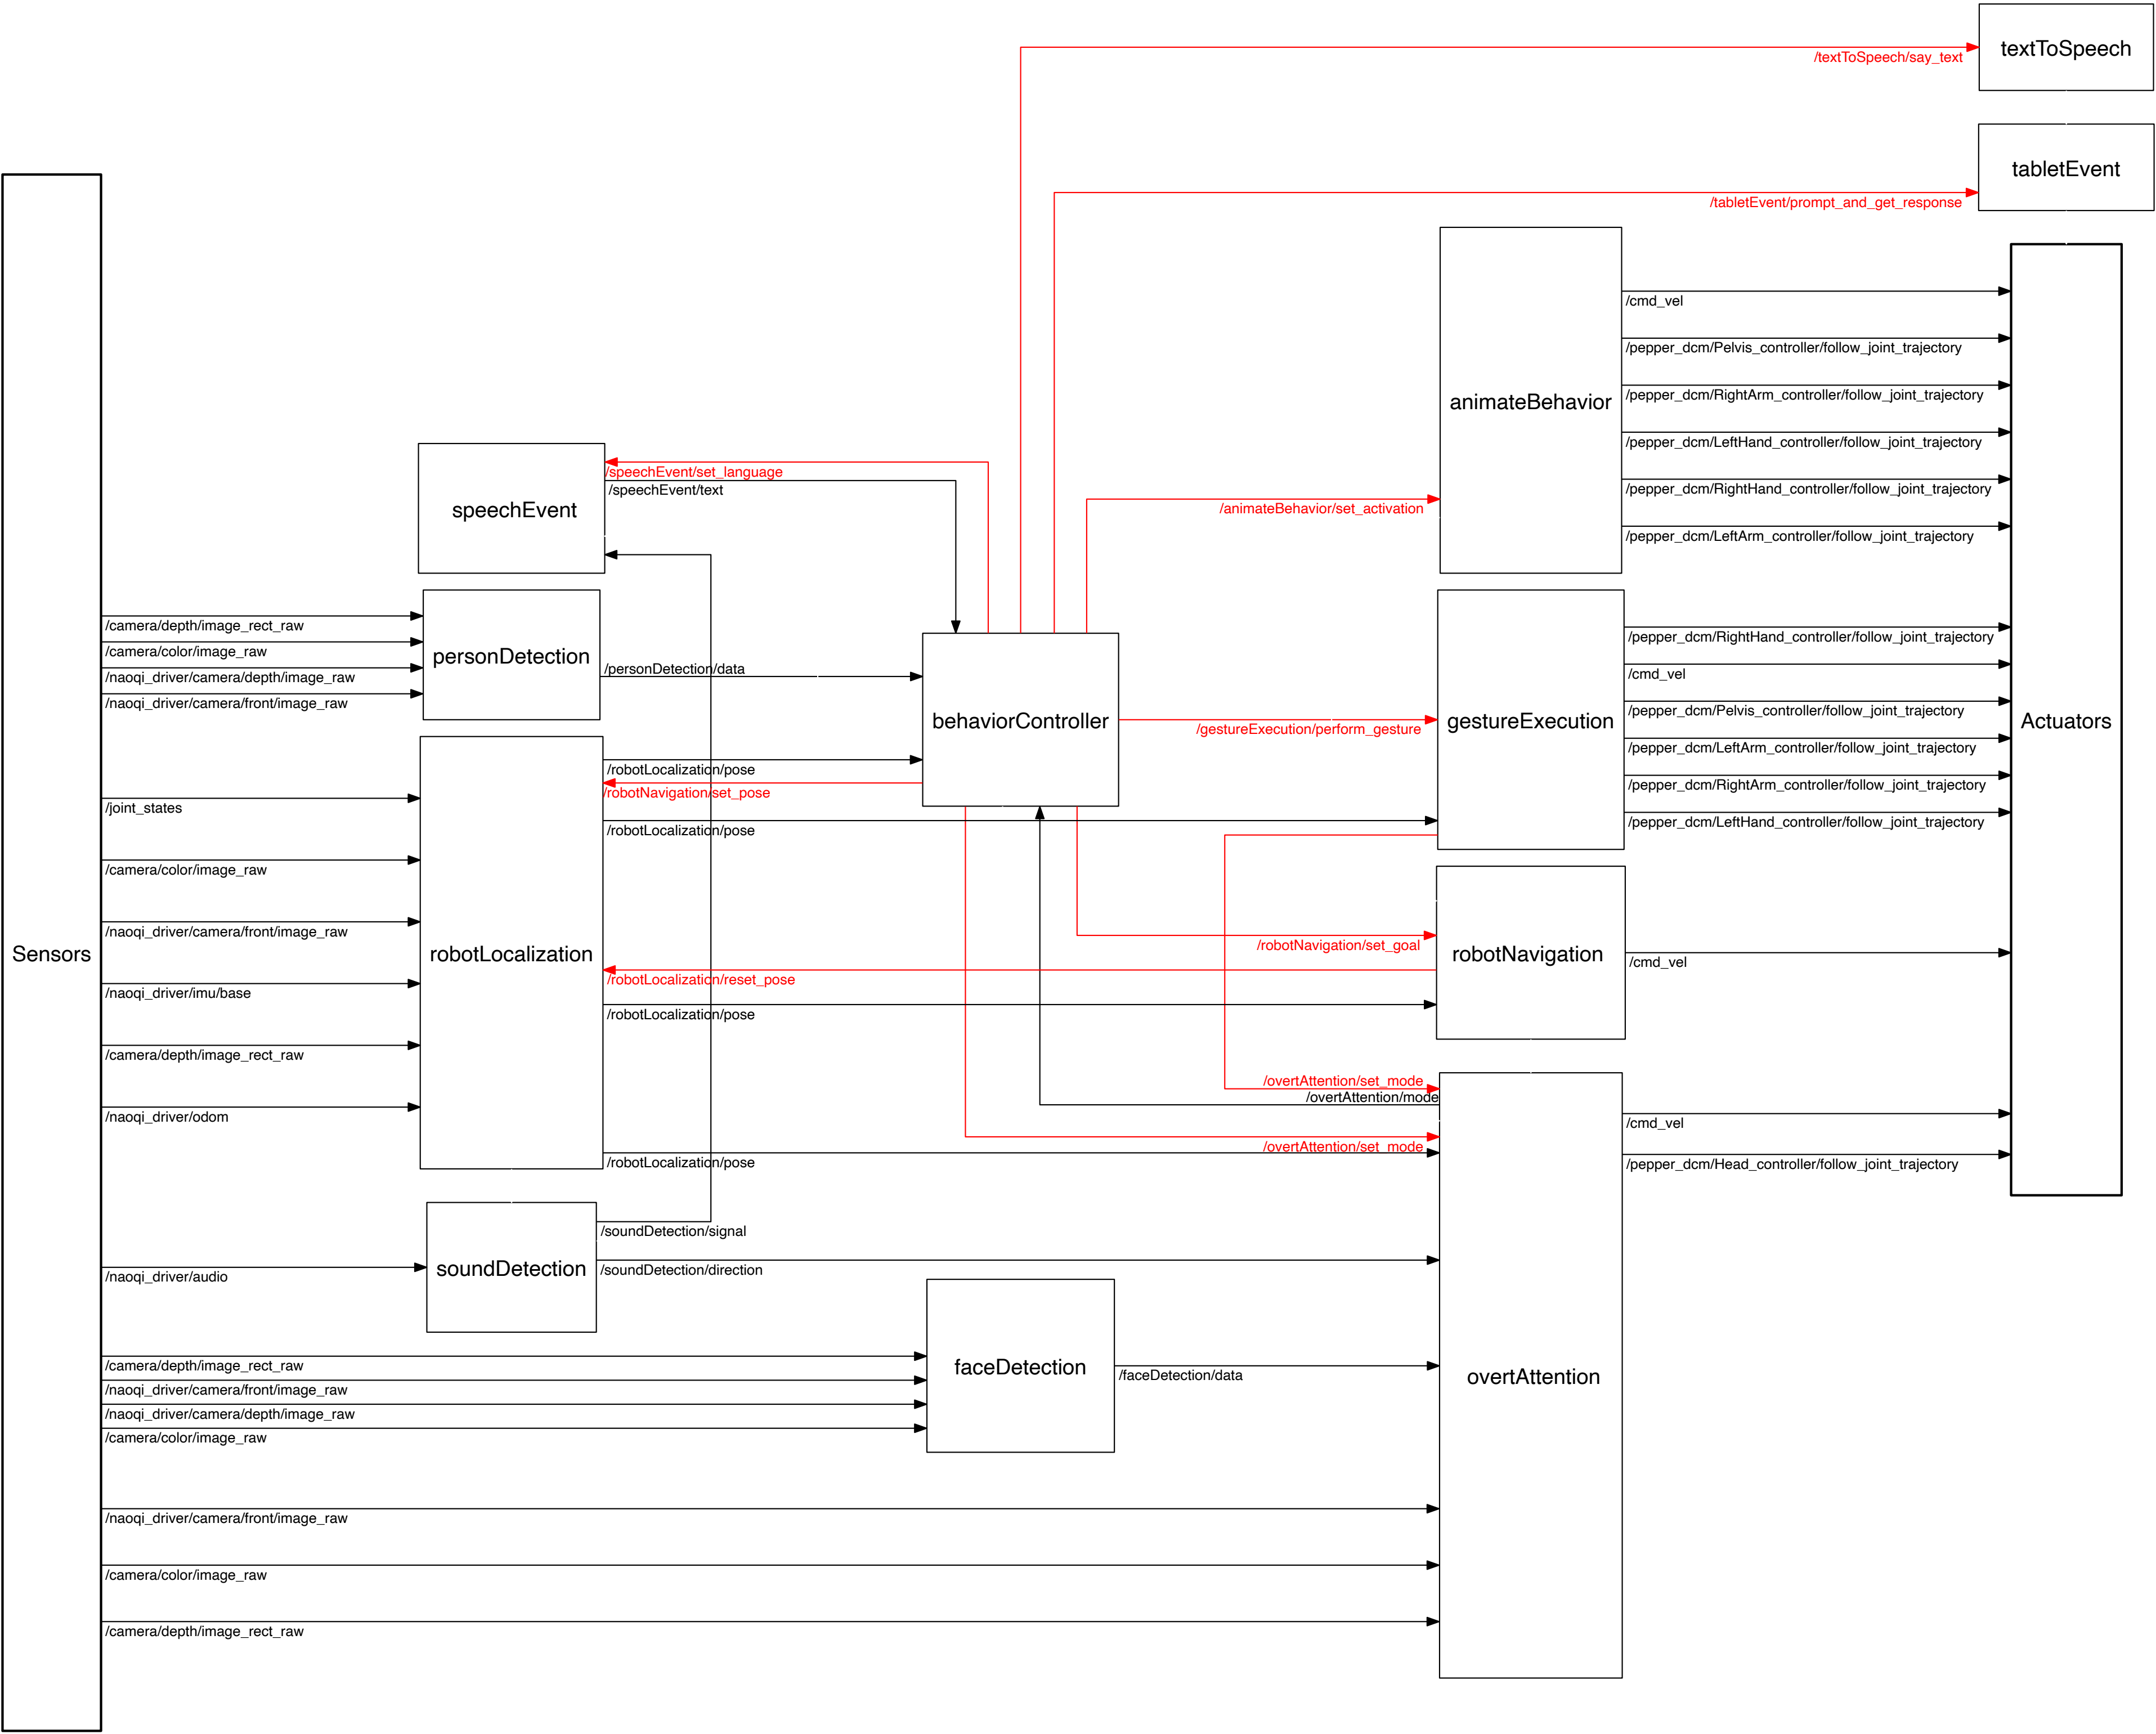 textToSpeech
/textToSpeech/say_text
tabletEvent
/tabletEvent/prompt_and_get_response
animateBehavior
/cmd_vel
/pepper_dcm/Pelvis_controller/follow_joint_trajectory
/pepper_dcm/RightArm_controller/follow_joint_trajectory
/pepper_dcm/LeftHand_controller/follow_joint_trajectory
/pepper_dcm/RightHand_controller/follow_joint_trajectory
/pepper_dcm/LeftArm_controller/follow_joint_trajectory
/animateBehavior/set_activation
speechEvent
/speechEvent/set_language
/speechEvent/text
/camera/depth/image_rect_raw
/camera/color/image_raw
/naoqi_driver/camera/depth/image_raw
/naoqi_driver/camera/front/image_raw
personDetection
/personDetection/data
behaviorController
/gestureExecution/perform_gesture
gestureExecution
/pepper_dcm/RightHand_controller/follow_joint_trajectory
/cmd_vel
/pepper_dcm/Pelvis_controller/follow_joint_trajectory
/pepper_dcm/LeftArm_controller/follow_joint_trajectory
/pepper_dcm/RightArm_controller/follow_joint_trajectory
/pepper_dcm/LeftHand_controller/follow_joint_trajectory
Actuators
/robotLocalization/pose
/robotNavigation/set_pose
/robotLocalization/pose
Sensors
/joint_states
/camera/color/image_raw
/naoqi_driver/camera/front/image_raw
/naoqi_driver/imu/base
/camera/depth/image_rect_raw
/naoqi_driver/odom
robotLocalization
/robotNavigation/set_goal
/robotLocalization/reset_pose
/robotLocalization/pose
robotNavigation
/cmd_vel
/overtAttention/set_mode
/overtAttention/mode
/overtAttention/set_mode
/robotLocalization/pose
/cmd_vel
/pepper_dcm/Head_controller/follow_joint_trajectory
/naoqi_driver/audio
soundDetection
/soundDetection/signal
/soundDetection/direction
/camera/depth/image_rect_raw
/naoqi_driver/camera/front/image_raw
/naoqi_driver/camera/depth/image_raw
/camera/color/image_raw
faceDetection
/faceDetection/data
overtAttention
/naoqi_driver/camera/front/image_raw
/camera/color/image_raw
/camera/depth/image_rect_raw